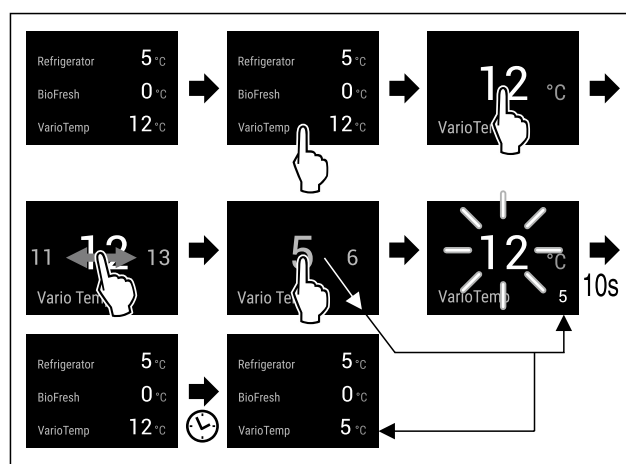 Refrigerator 5 °C
BioFresh 0 °C
VarioTemp 12 °C
Refrigerator 5 °C
BioFresh 0 °C
VarioTemp 12 °C
12 °C
VarioTemp
11 12 13
Vario Tem
5 6
Vario Te
12 °C
VarioTemp 5
10s
Refrigerator 5 °C
BioFresh 0 °C
VarioTemp 12 °C
Refrigerator 5 °C
BioFresh 0 °C
VarioTemp 5 °C